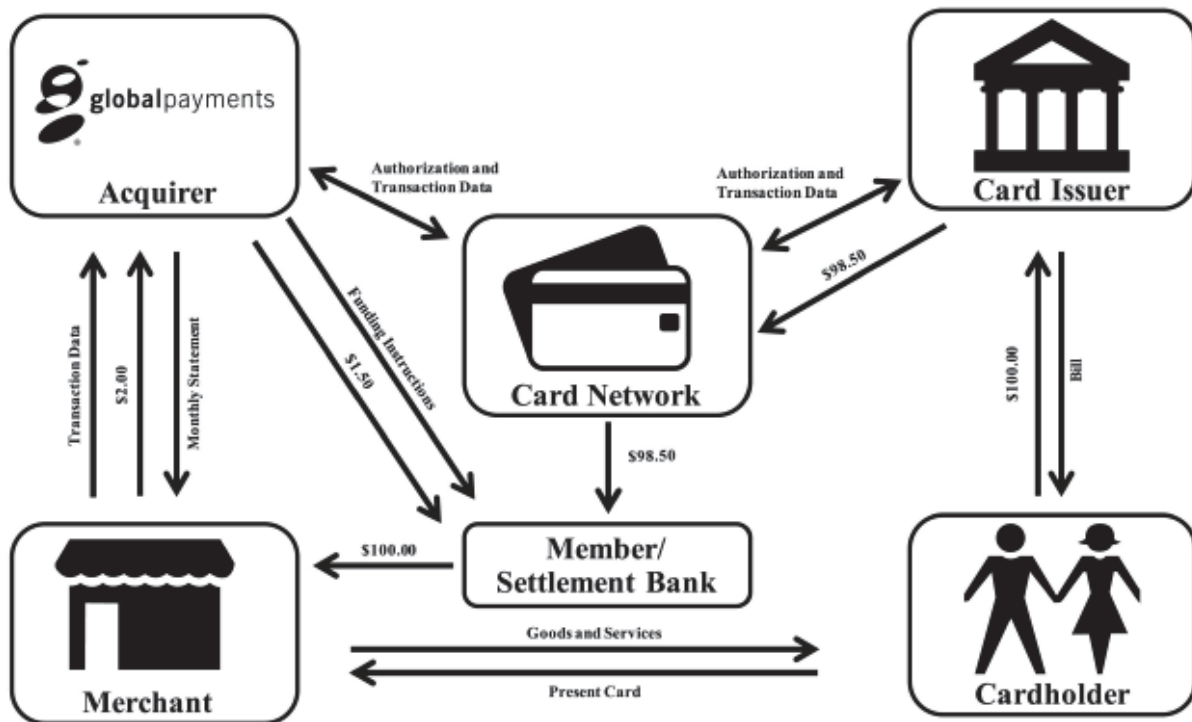 globalpayments
®
Acquirer
Card Issuer
Authorization and
Transaction Data
Authorization and
Transaction Data
$98.50
Card Network
Funding Instructions
$1.50
Transaction Data
$2.00
Monthly Statement
$100.00
Bill
$98.50
Member/
Settlement Bank
$100.00
Goods and Services
Present Card
Merchant
Cardholder